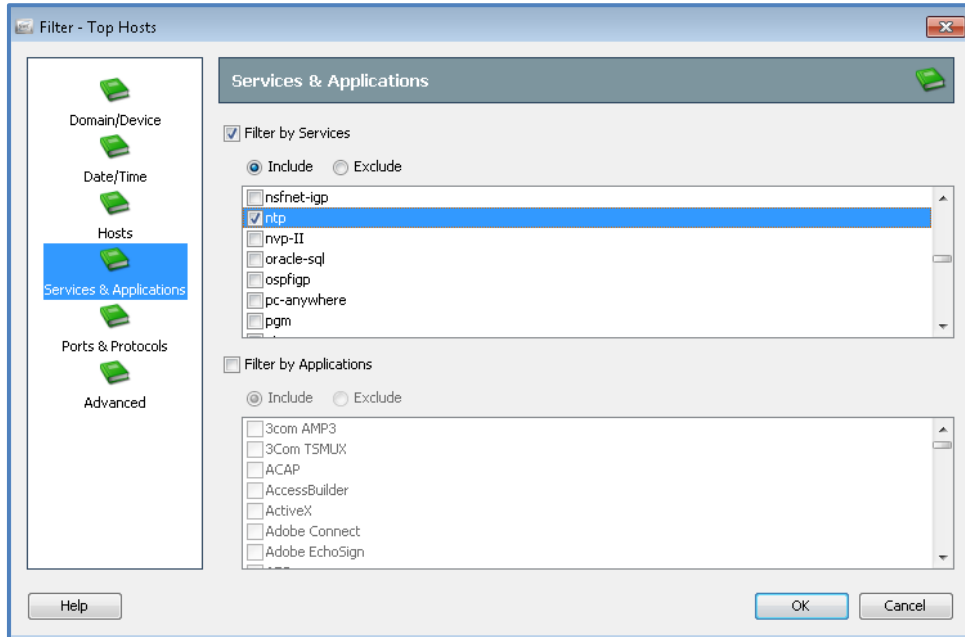 Filter - Top Hosts
Domain/Device
Date/Time
Hosts
Services & Applications
Ports & Protocols
Advanced
Services & Applications
Filter by Services
Include Exclude
nsfnet-igp
ntp
nvp-II
oracle-sql
ospfigp
pc-anywhere
pgm
Filter by Applications
Include Exclude
3com AMP3
3Com TSMUX
ACAP
AccessBuilder
ActiveX
Adobe Connect
Adobe EchoSign
Help OK Cancel